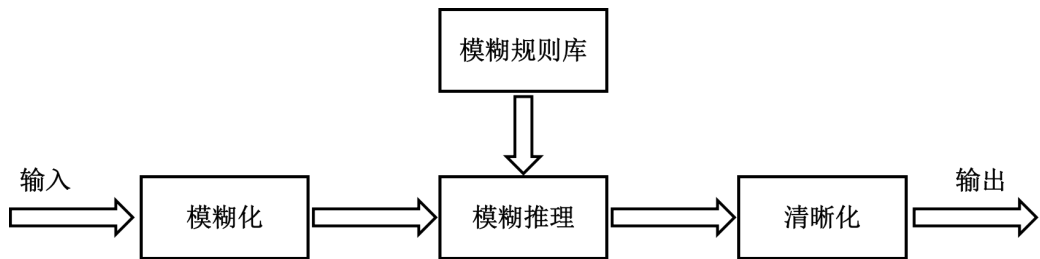 模糊规则库
输入
模糊化
模糊推理
清晰化
输出